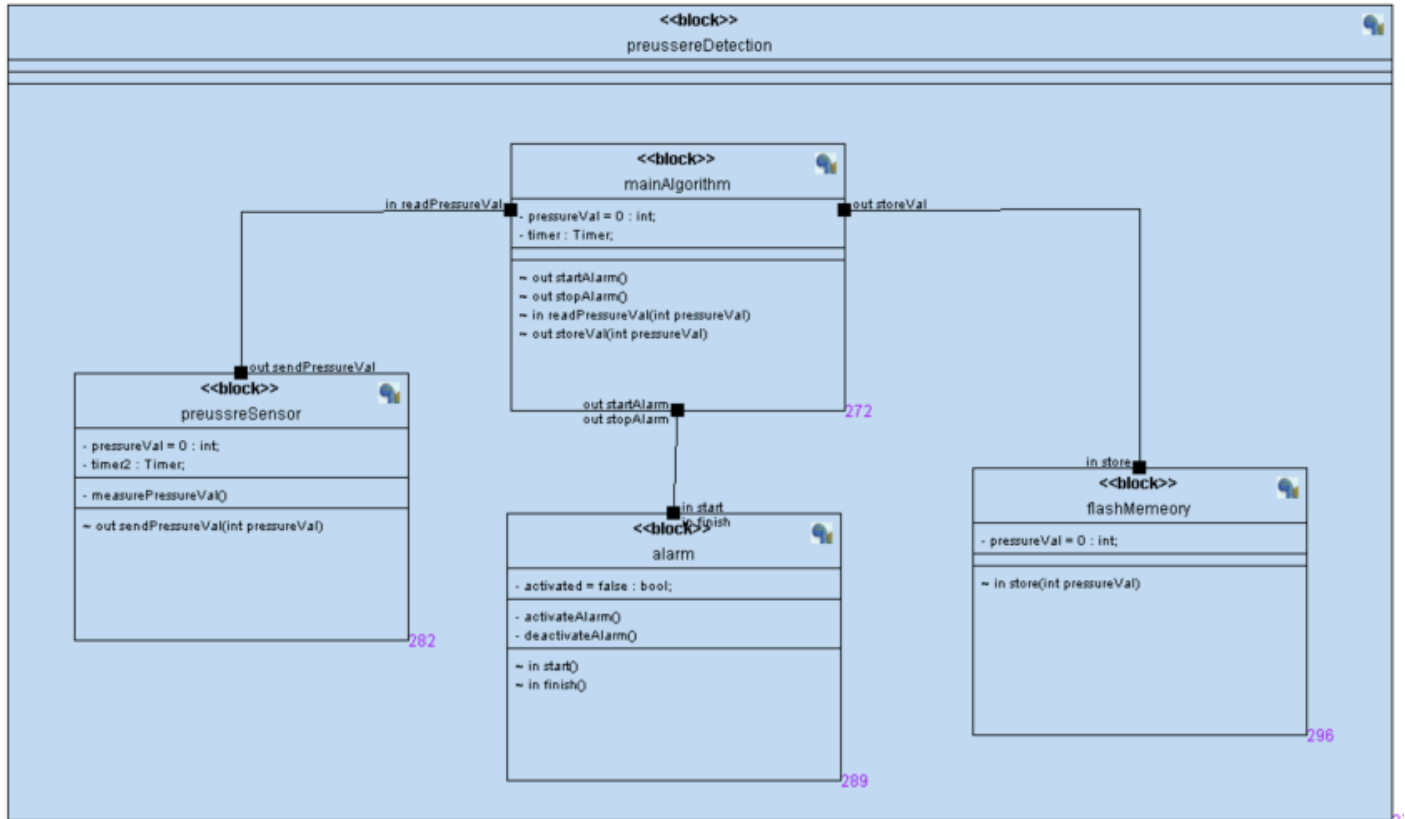 <<block>>
preussereDetection
<<block>>
mainAlgorithm
in readPressureVal
out storeVal
- pressureVal = 0 : int;
- timer : Timer;
~ out startAlarm()
~ out stopAlarm()
~ in readPressureVal(int pressureVal)
~ out storeVal(int pressureVal)
out startAlarm
out stopAlarm
272
out sendPressureVal
<<block>>
preussreSensor
- pressureVal = 0 : int;
- timer2 : Timer;
- measurePressureVal()
~ out sendPressureVal(int pressureVal)
282
in start
in finish
<<block>>
alarm
- activated = false : bool;
- activateAlarm()
- deactivateAlarm()
~ in start()
~ in finish()
289
in store
<<block>>
flashMemeory
- pressureVal = 0 : int;
~ in store(int pressureVal)
296